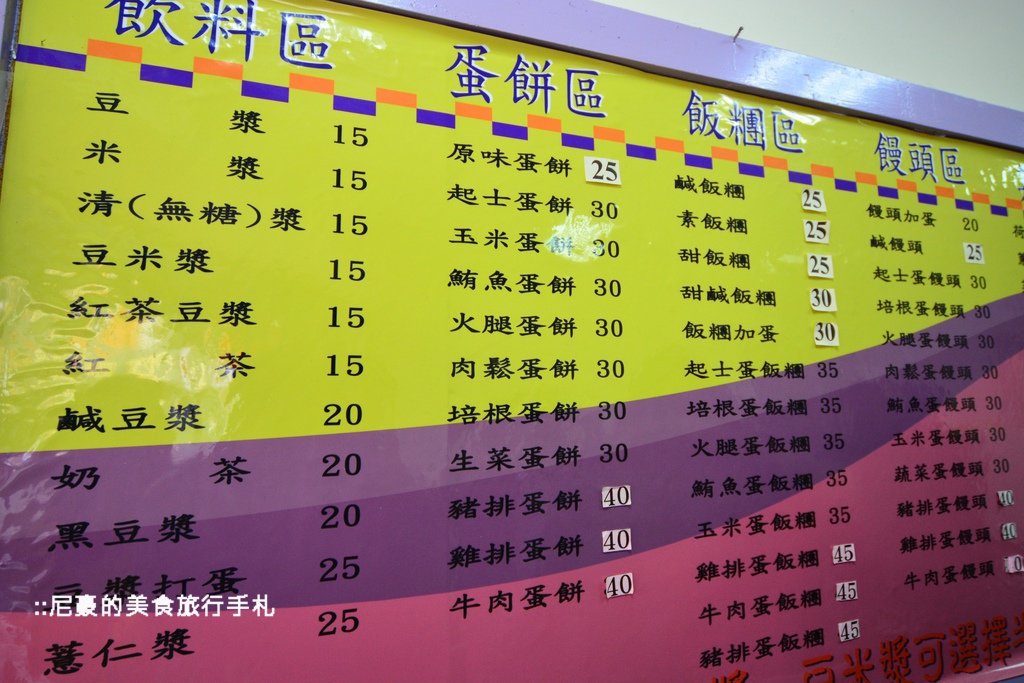 飲料區
豆漿 15
米漿 15
清(無糖)漿 15
豆米漿 15
紅茶豆漿 15
紅茶 15
鹹豆漿 20
奶茶 20
黑豆漿 20
豆漿打蛋 25
薏仁漿 25
蛋餅區
原味蛋餅 25
起士蛋餅 30
玉米蛋餅 30
鮪魚蛋餅 30
火腿蛋餅 30
肉鬆蛋餅 30
培根蛋餅 30
生菜蛋餅 30
豬排蛋餅 40
雞排蛋餅 40
牛肉蛋餅 40
飯糰區
鹹飯糰 25
素飯糰 25
甜飯糰 25
甜鹹飯糰 30
飯糰加蛋 30
起士蛋飯糰 35
培根蛋飯糰 35
火腿蛋飯糰 35
鮪魚蛋飯糰 35
玉米蛋飯糰 35
雞排蛋飯糰 45
牛肉蛋飯糰 45
豬排蛋飯糰 45
饅頭區
饅頭加蛋 20
鹹饅頭 25
起士蛋饅頭 30
培根蛋饅頭 30
火腿蛋饅頭 30
肉鬆蛋饅頭 30
鮪魚蛋饅頭 30
玉米蛋饅頭 30
蔬菜蛋饅頭 30
豬排蛋饅頭 40
雞排蛋饅頭 40
牛肉蛋饅頭
豆米漿可選擇
::尼豪的美食旅行手札